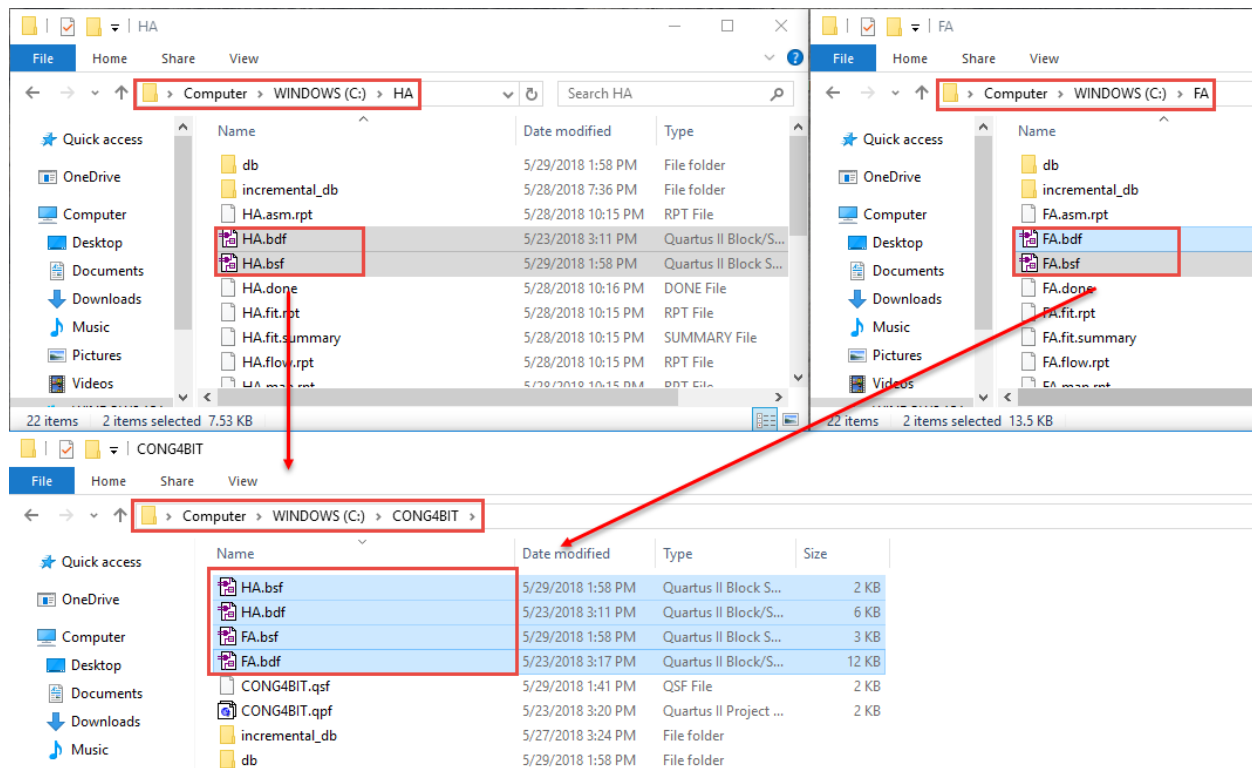 HA
File Home Share View
Computer > WINDOWS (C:) > HA
Search HA
Quick access
OneDrive
Computer
Desktop
Documents
Downloads
Music
Pictures
Videos
Name Date modified Type
db 5/29/2018 1:58 PM File folder
incremental_db 5/28/2018 7:36 PM File folder
HA.asm.rpt 5/28/2018 10:15 PM RPT File
HA.bdf 5/23/2018 3:11 PM Quartus II Block/S...
HA.bsf 5/29/2018 1:58 PM Quartus II Block S...
HA.done 5/28/2018 10:16 PM DONE File
HA.fit.rpt 5/28/2018 10:15 PM RPT File
HA.fit.summary 5/28/2018 10:15 PM SUMMARY File
HA.flow.rpt 5/28/2018 10:15 PM RPT File
HA.map.rpt 5/28/2018 10:15 PM RPT File
22 items 2 items selected 7.53 KB
FA
File Home Share View
Computer > WINDOWS (C:) > FA
Quick access
OneDrive
Computer
Desktop
Documents
Downloads
Music
Pictures
Videos
Name
db
incremental_db
FA.asm.rpt
FA.bdf
FA.bsf
FA.done
FA.fit.rpt
FA.fit.summary
FA.flow.rpt
FA.map.rpt
22 items 2 items selected 13.5 KB
CONG4BIT
File Home Share View
Computer > WINDOWS (C:) > CONG4BIT >
Quick access
OneDrive
Computer
Desktop
Documents
Downloads
Music
Name Date modified Type Size
HA.bsf 5/29/2018 1:58 PM Quartus II Block S... 2 KB
HA.bdf 5/23/2018 3:11 PM Quartus II Block/S... 6 KB
FA.bsf 5/29/2018 1:58 PM Quartus II Block S... 3 KB
FA.bdf 5/23/2018 3:17 PM Quartus II Block/S... 12 KB
CONG4BIT.qsf 5/29/2018 1:41 PM QSF File 2 KB
CONG4BIT.qpf 5/23/2018 3:20 PM Quartus II Project ... 2 KB
incremental_db 5/27/2018 3:24 PM File folder
db 5/29/2018 1:58 PM File folder